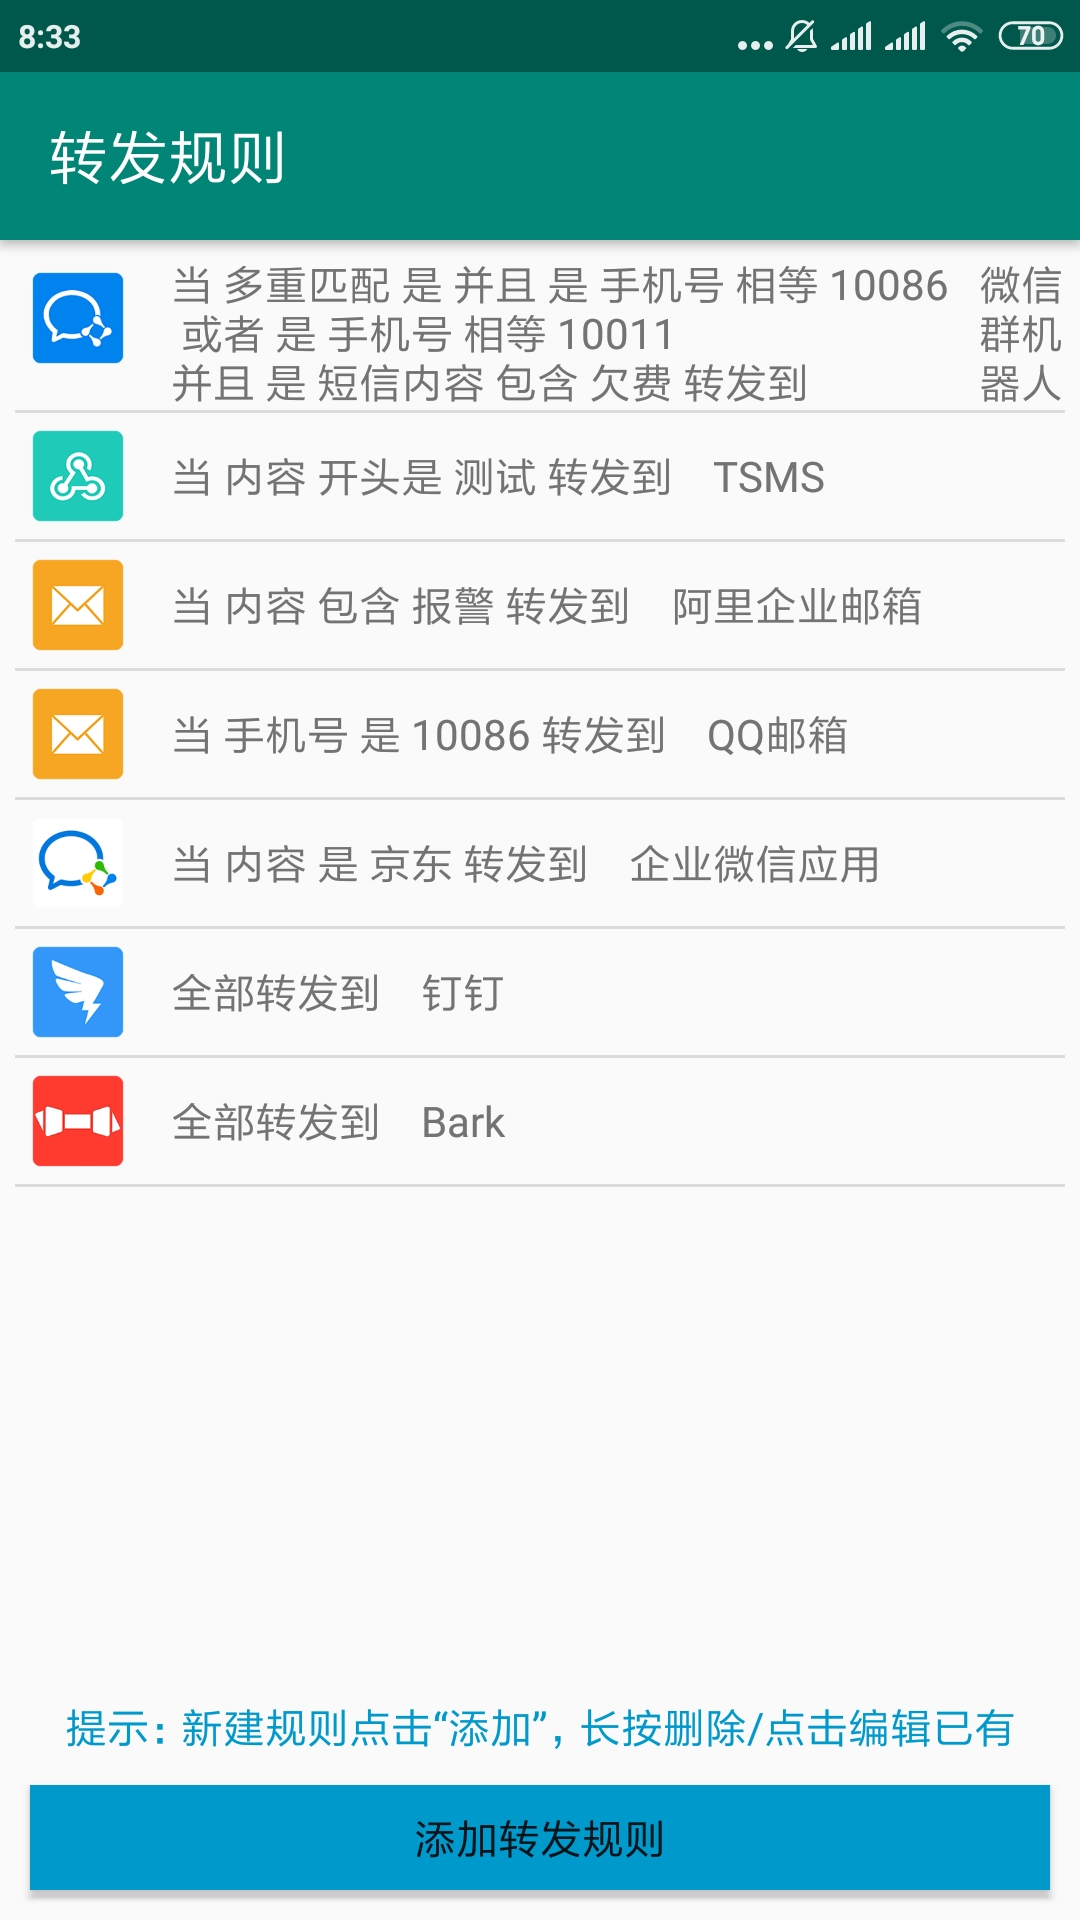 8:33
70
转发规则
当 多重匹配 是 并且 是 手机号 相等 10086 微信
或者 是 手机号 相等 10011 群机
并且 是 短信内容 包含 欠费 转发到 器人
当 内容 开头是 测试 转发到 TSMS
当 内容 包含 报警 转发到 阿里企业邮箱
当 手机号 是 10086 转发到 QQ邮箱
当 内容 是 京东 转发到 企业微信应用
全部转发到 钉钉
全部转发到 Bark
提示：新建规则点击“添加”，长按删除/点击编辑已有
添加转发规则